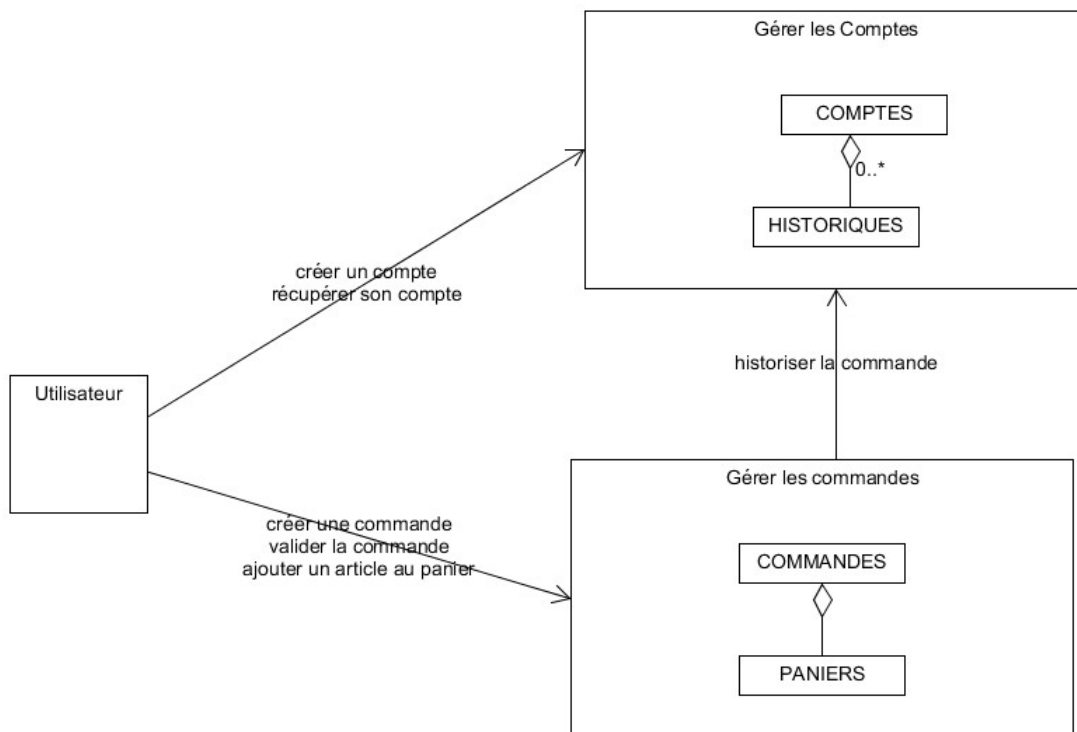 Gérer les Comptes
COMPTES
0..*
HISTORIQUES
créer un compte
récupérer son compte
historiser la commande
Utilisateur
Gérer les commandes
créer une commande
valider la commande
ajouter un article au panier
COMMANDES
PANIERS